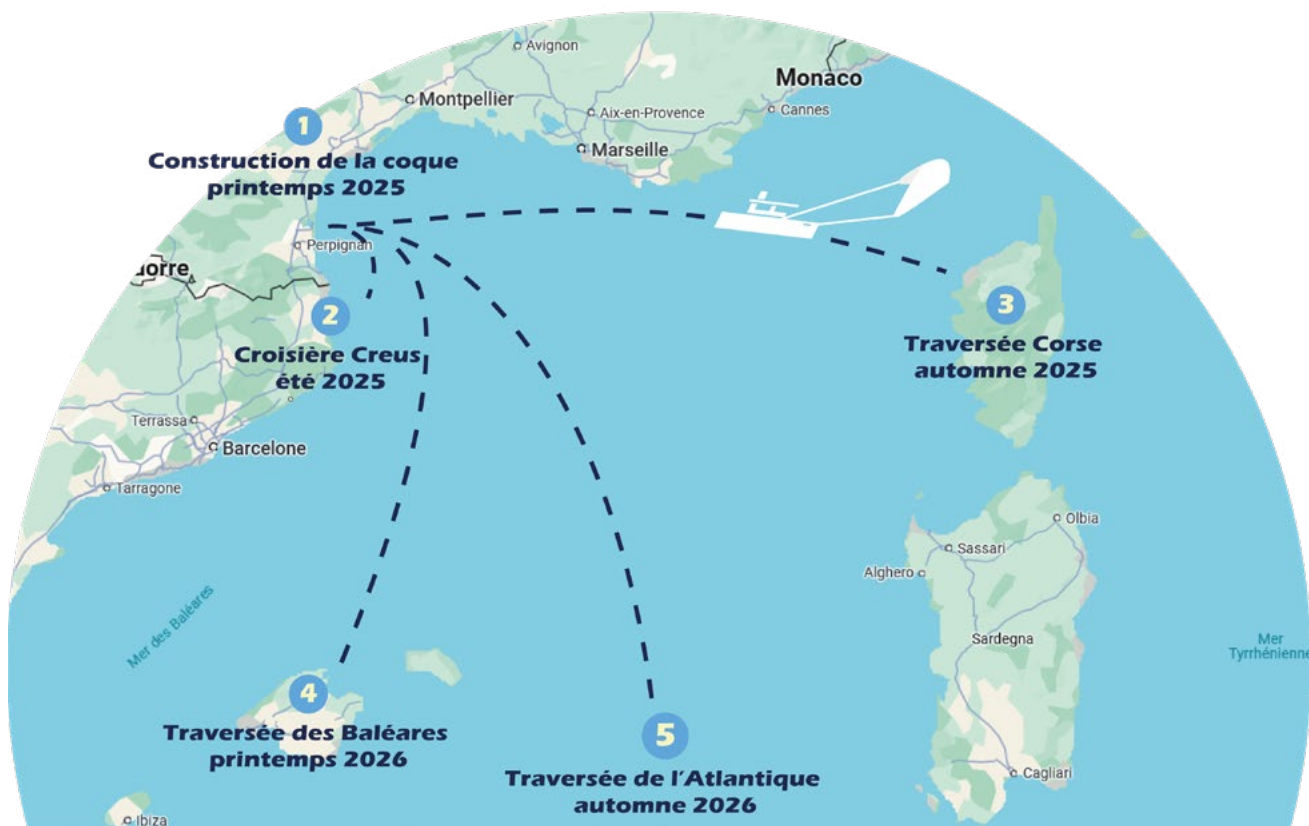 Avignon
Monaco
Montpellier
Aix-en-Provence
Cannes
1
Marseille
Construction de la coque
printemps 2025
Perpignan
dorre
2
3
Croisière Creus
été 2025
Traversée Corse
automne 2025
Terrassa
Barcelone
Tarragone
Olbia
Sassari
Alghero
Mer des Baléares
Sardegna
Mer
Tyrrhénienne
4
Traversée des Baléares
printemps 2026
5
Traversée de l'Atlantique
automne 2026
Cagliari
Ibiza